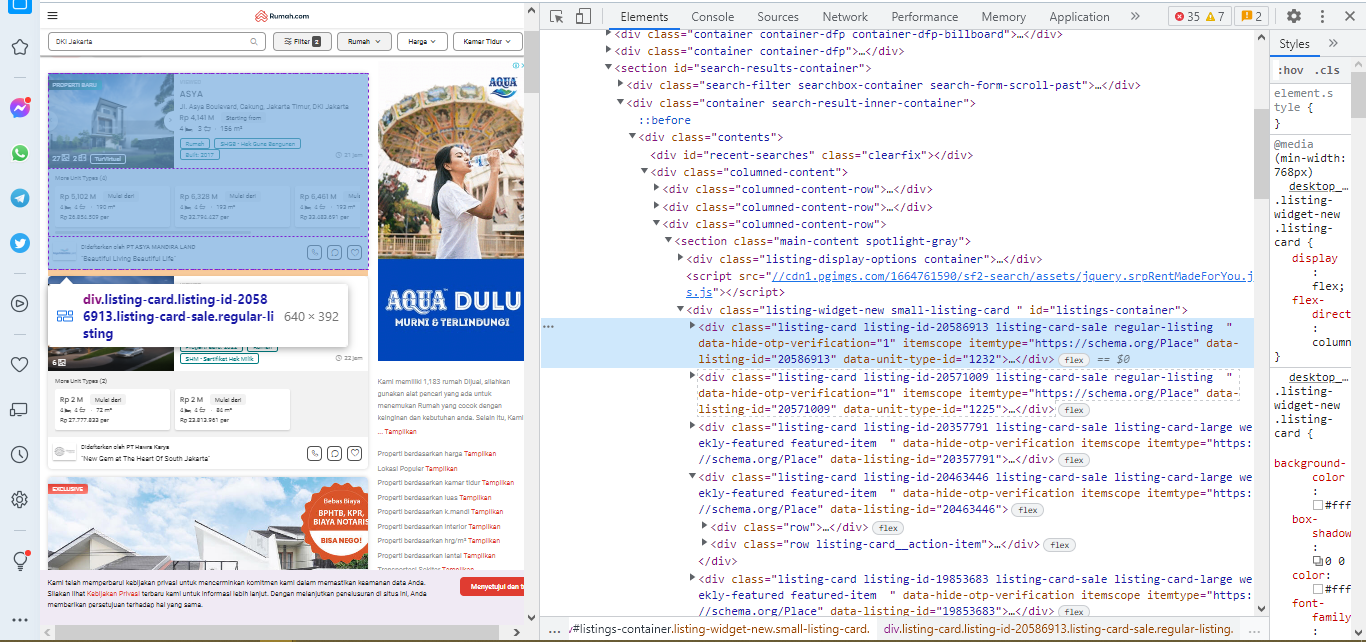 Rumah.com
DKI Jakarta
Filter 2
Rumah
Harga
Kamar Tidur
PROPERTI BARU
ASYA
Jl. Asya Boulevard, Cakung, Jakarta Timur, DKI Jakarta
Rp 4,141 M Starting from
4 3 156 m²
Rumah SHGB - Hak Guna Bangunan
Built: 2017
27 2 TurVirtual
21 jam
More Unit Types (3)
Rp 5,102 M Mulai dari
Rp 6,328 M Mulai dari
Rp 6,461 M Mul
Didaftarkan oleh PT ASYA MANDIRA LAND
"Beautiful Living Beautiful Life"
div.listing-card.listing-id-2058
6913.listing-card-sale.regular-li
sting
640 × 392
SHM - Sertifikat Hak Milik
6
22 jam
More Unit Types (2)
Rp 2 M Mulai dari
4 4 · 72 m²
Rp 27.777.833 per
Rp 2 M Mulai dari
4 4 · 84 m²
Rp 23.813.961 per
Didaftarkan oleh PT Hawra Karya
"New Gem at The Heart Of South Jakarta"
EXCLUSIVE
Bebas Biaya
BPHTB, KPR,
BIAYA NOTARIS
BISA NEGO!
AQUA
AQUA DULU
MURNI & TERLINDUNGI
Kami memiliki 1,183 rumah Dijual, silahkan
gunakan alat pencari yang ada untuk
menemukan Rumah yang cocok dengan
keinginan dan kebutuhan anda. Selain itu, Kami
... Tampilkan
Properti berdasarkan harga Tampilkan
Lokasi Populer Tampilkan
Properti berdasarkan kamar tidur Tampilkan
Properti berdasarkan luas Tampilkan
Properti berdasarkan k.mandi Tampilkan
Properti berdasarkan interior Tampilkan
Properti berdasarkan hrg/m² Tampilkan
Properti berdasarkan lantai Tampilkan
Transportasi Sekitar Tampilkan
Kami telah memperbarui kebijakan privasi untuk mencerminkan komitmen kami dalam memastikan keamanan data Anda.
Silakan lihat Kebijakan Privasi terbaru kami untuk informasi lebih lanjut. Dengan melanjutkan penelusuran di situs ini, Anda
memberikan persetujuan terhadap hal yang sama.
Menyetujui dan t
Elements Console Sources Network Performance Memory Application » 35 7 2
<div class="container container-dfp container-dfp-billboard">…</div>
<div class="container container-dfp">…</div>
<section id="search-results-container">
<div class="search-filter searchbox-container search-form-scroll-past">…</div>
<div class="container search-result-inner-container">
::before
<div class="contents">
<div id="recent-searches" class="clearfix"></div>
<div class="columned-content">
<div class="columned-content-row">…</div>
<div class="columned-content-row">…</div>
<div class="columned-content-row">
<section class="main-content spotlight-gray">
<div class="listing-display-options container">…</div>
<script src="//cdn1.pgimgs.com/1664761590/sf2-search/assets/jquery.srpRentMadeForYou.j
s.js"></script>
<div class="listing-widget-new small-listing-card " id="listings-container">
<div class="listing-card listing-id-20586913 listing-card-sale regular-listing "
data-hide-otp-verification="1" itemscope itemtype="https://schema.org/Place" data-
listing-id="20586913" data-unit-type-id="1232">…</div> flex == $0
<div class="listing-card listing-id-20571009 listing-card-sale regular-listing "
data-hide-otp-verification="1" itemscope itemtype="https://schema.org/Place" data-
listing-id="20571009" data-unit-type-id="1225">…</div> flex
<div class="listing-card listing-id-20357791 listing-card-sale listing-card-large we
ekly-featured featured-item " data-hide-otp-verification itemscope itemtype="https:
//schema.org/Place" data-listing-id="20357791">…</div> flex
<div class="listing-card listing-id-20463446 listing-card-sale listing-card-large we
ekly-featured featured-item " data-hide-otp-verification itemscope itemtype="https:
//schema.org/Place" data-listing-id="20463446"> flex
<div class="row">…</div> flex
<div class="row listing-card__action-item">…</div> flex
</div>
<div class="listing-card listing-id-19853683 listing-card-sale listing-card-large we
ekly-featured featured-item " data-hide-otp-verification itemscope itemtype="https:
//schema.org/Place" data-listing-id="19853683">…</div> flex
… v#listings-container.listing-widget-new.small-listing-card. div.listing-card.listing-id-20586913.listing-card-sale.regular-listing. …
Styles »
:hov .cls
element.s
tyle {
}
@media
(min-width:
768px)
desktop_…
.listing-
widget-new
.listing-
card {
display
:
flex;
flex-
direct
:
column
}
desktop_…
.listing-
widget-new
.listing-
card {
background-
color
:
#fff
box-
shadow
:
0 0
color:
#fff
font-
family
: